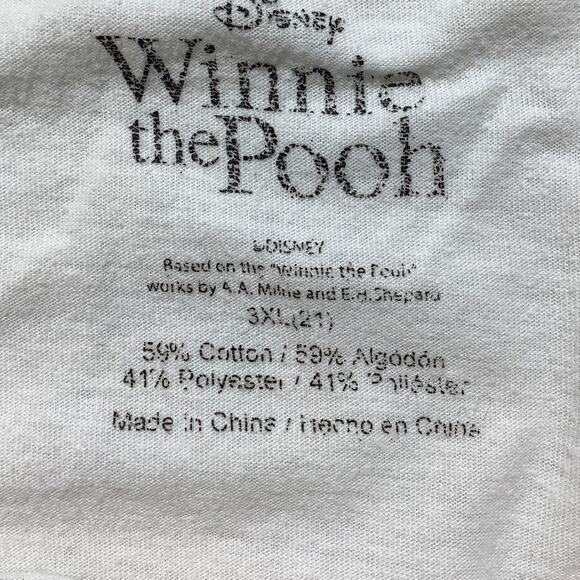 Disney
Winnie
the Pooh
©DISNEY
Based on the "Winnie the Pooh"
works by A.A. Milne and E.H.Shepard
3XL(21)
59% Cotton / 59% Algodón
41% Polyester / 41% Poliéster
Made in China / Hecho en China